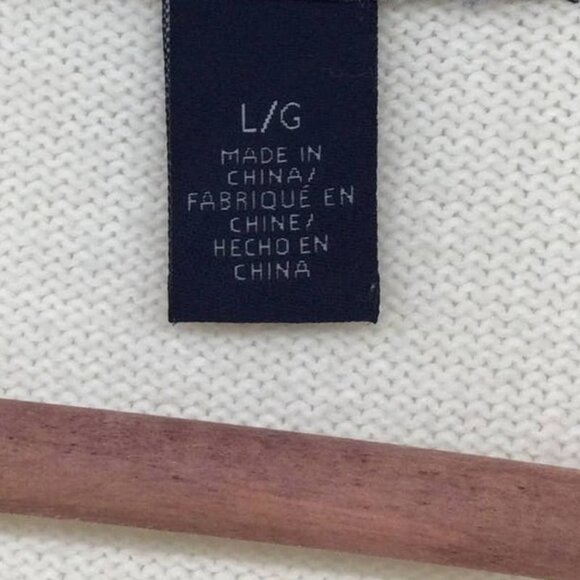 L/G
MADE IN
CHINA/
FABRIQUÉ EN
CHINE/
HECHO EN
CHINA